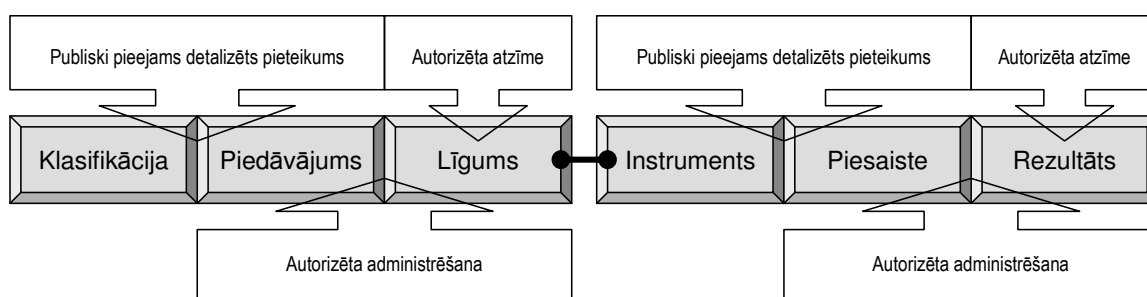 Publiski pieejams detalizēts pieteikums
Autorizēta atzīme
Publiski pieejams detalizēts pieteikums
Autorizēta atzīme
Klasifikācija
Piedāvājums
Līgums
Instruments
Piesaiste
Rezultāts
Autorizēta administrēšana
Autorizēta administrēšana